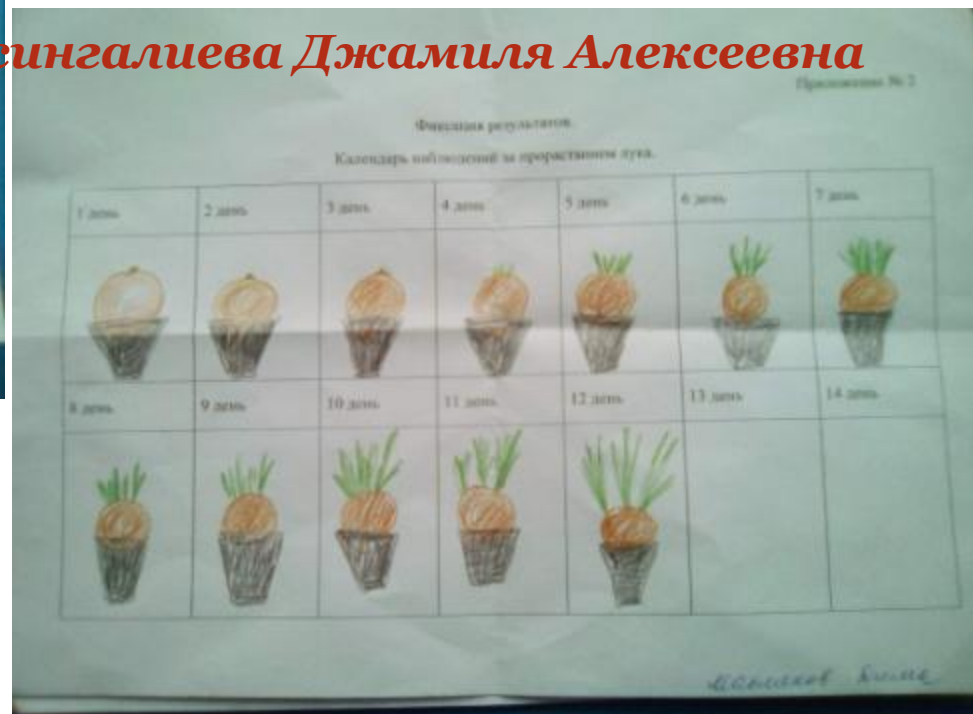 сингалиева Джамиля Алексеевна
Приложение № 2
Фиксация результатов.
Календарь наблюдений за прорастанием лука.
1 день
2 день
3 день
4 день
5 день
6 день
7 день
8 день
9 день
10 день
11 день
12 день
13 день
14 день
Дима